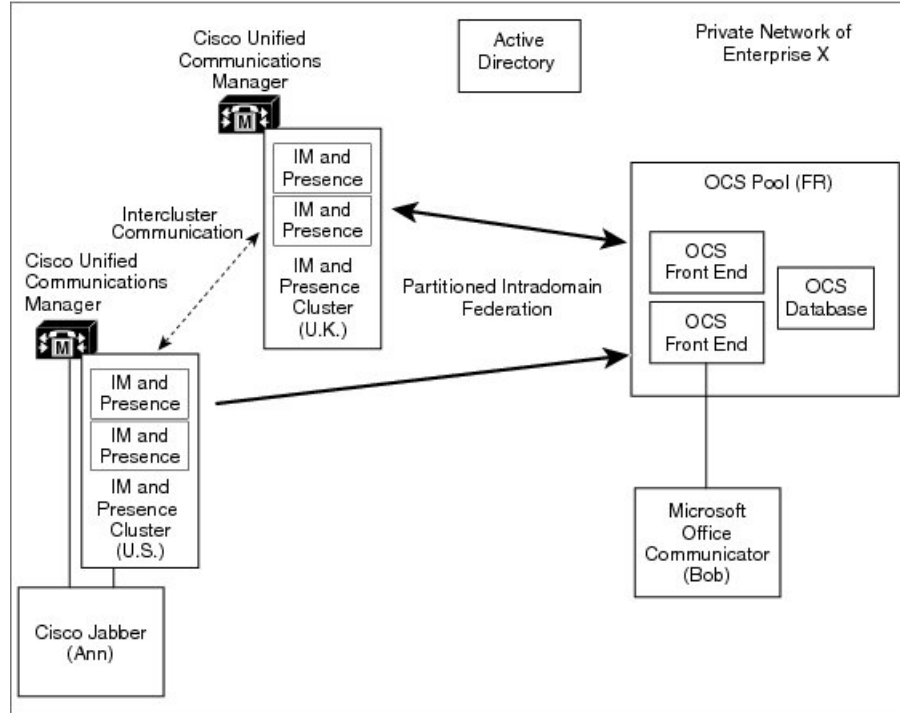 Cisco Unified
Communications
Manager
Active
Directory
Private Network of
Enterprise X
M
IM and
Presence
IM and
Presence
IM and
Presence
Cluster
(U.K.)
Intercluster
Communication
Cisco Unified
Communications
Manager
M
IM and
Presence
IM and
Presence
IM and
Presence
Cluster
(U.S.)
Cisco Jabber
(Ann)
Partitioned Intradomain
Federation
OCS Pool (FR)
OCS
Front End
OCS
Front End
OCS
Database
Microsoft
Office
Communicator
(Bob)